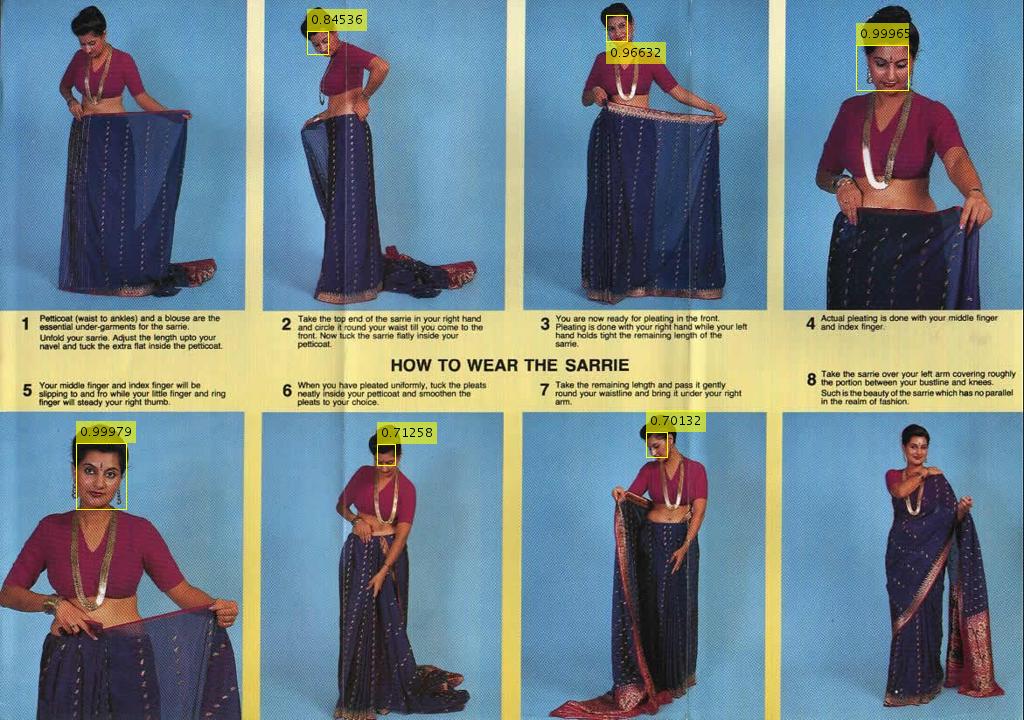 0.84536
0.96632
0.99965
1 Petticoat (waist to ankles) and a blouse are the
essential under-garments for the sarrie.
Unfold your sarrie. Adjust the length upto your
navel and tuck the extra flat inside the petticoat.
2 Take the top end of the sarrie in your right hand
and circle it round your waist till you come to the
front. Now tuck the sarrie flatly inside your
petticoat.
3 You are now ready for pleating in the front.
Pleating is done with your right hand while your left
hand holds tight the remaining length of the
sarrie.
4 Actual pleating is done with your middle finger
and index finger.
HOW TO WEAR THE SARRIE
5 Your middle finger and index finger will be
slipping to and fro while your little finger and ring
finger will steady your right thumb.
6 When you have pleated uniformly, tuck the pleats
neatly inside your petticoat and smoothen the
pleats to your choice.
7 Take the remaining length and pass it gently
round your waistline and bring it under your right
arm.
8 Take the sarrie over your left arm covering roughly
the portion between your bustline and knees.
Such is the beauty of the sarrie which has no parallel
in the realm of fashion.
0.99979
0.71258
0.70132